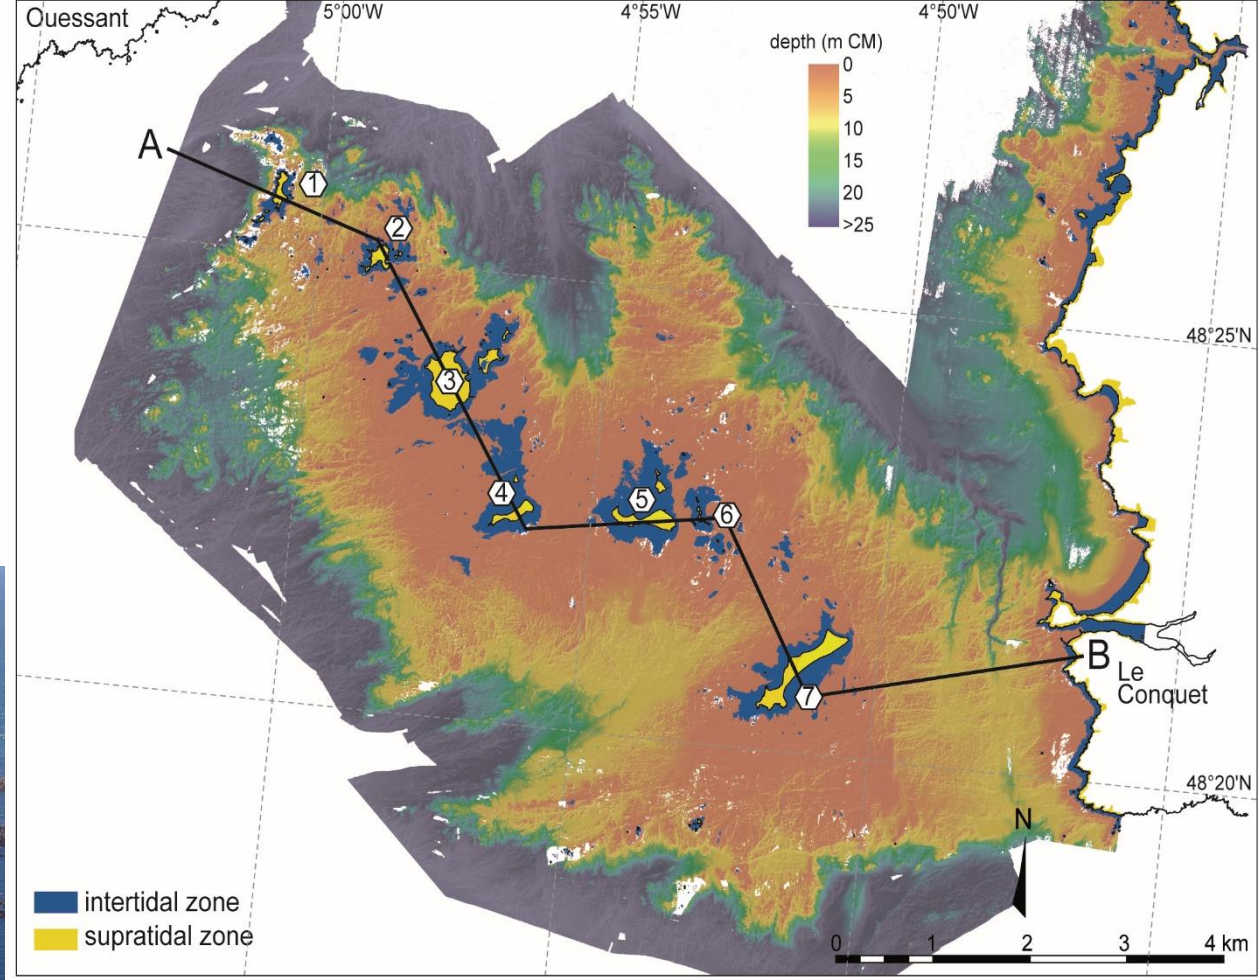 Ouessant
5°00'W
4°55'W
4°50'W
depth (m CM)
0
5
10
15
20
>25
A
1
2
3
4
5
6
7
B
Le
Conquet
48°25'N
48°20'N
N
intertidal zone
supratidal zone
0 1 2 3 4 km